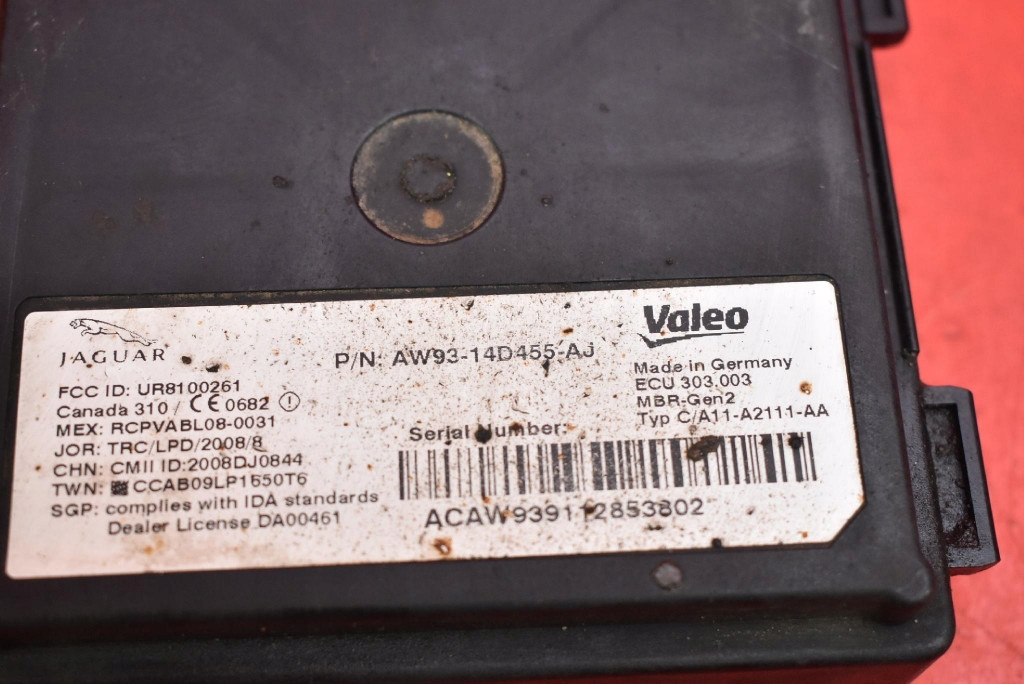 JAGUAR
P/N: AW93-14D455-AJ
Valeo
Made in Germany
ECU 303.003
MBR-Gen2
Typ C/A11-A2111-AA
FCC ID: UR8100261
Canada 310 / CE 0682
MEX: RCPVABL08-0031
JOR: TRC/LPD/2008/8
CHN: CMII ID:2008DJ0844
TWN: CCAB09LP1550T6
SGP: complies with IDA standards
Dealer License DA00461
Serial Number:
ACAW939112853802